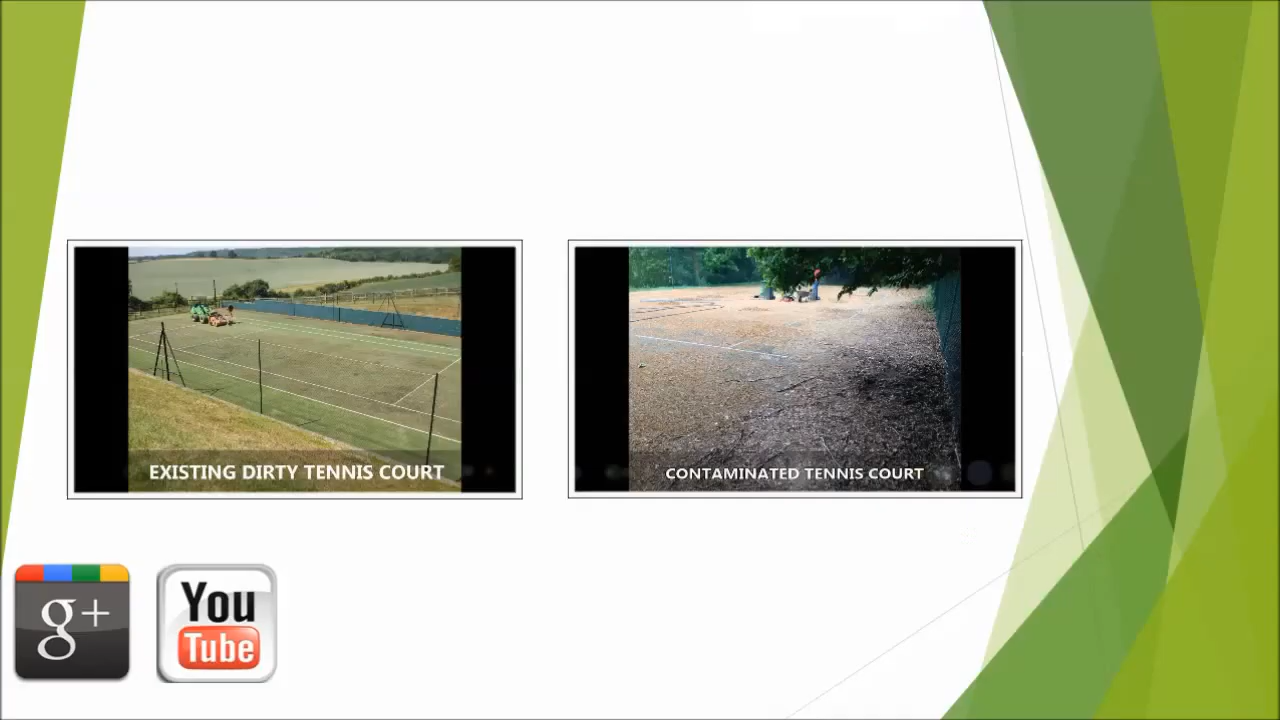 EXISTING DIRTY TENNIS COURT
CONTAMINATED TENNIS COURT
g+
You
Tube